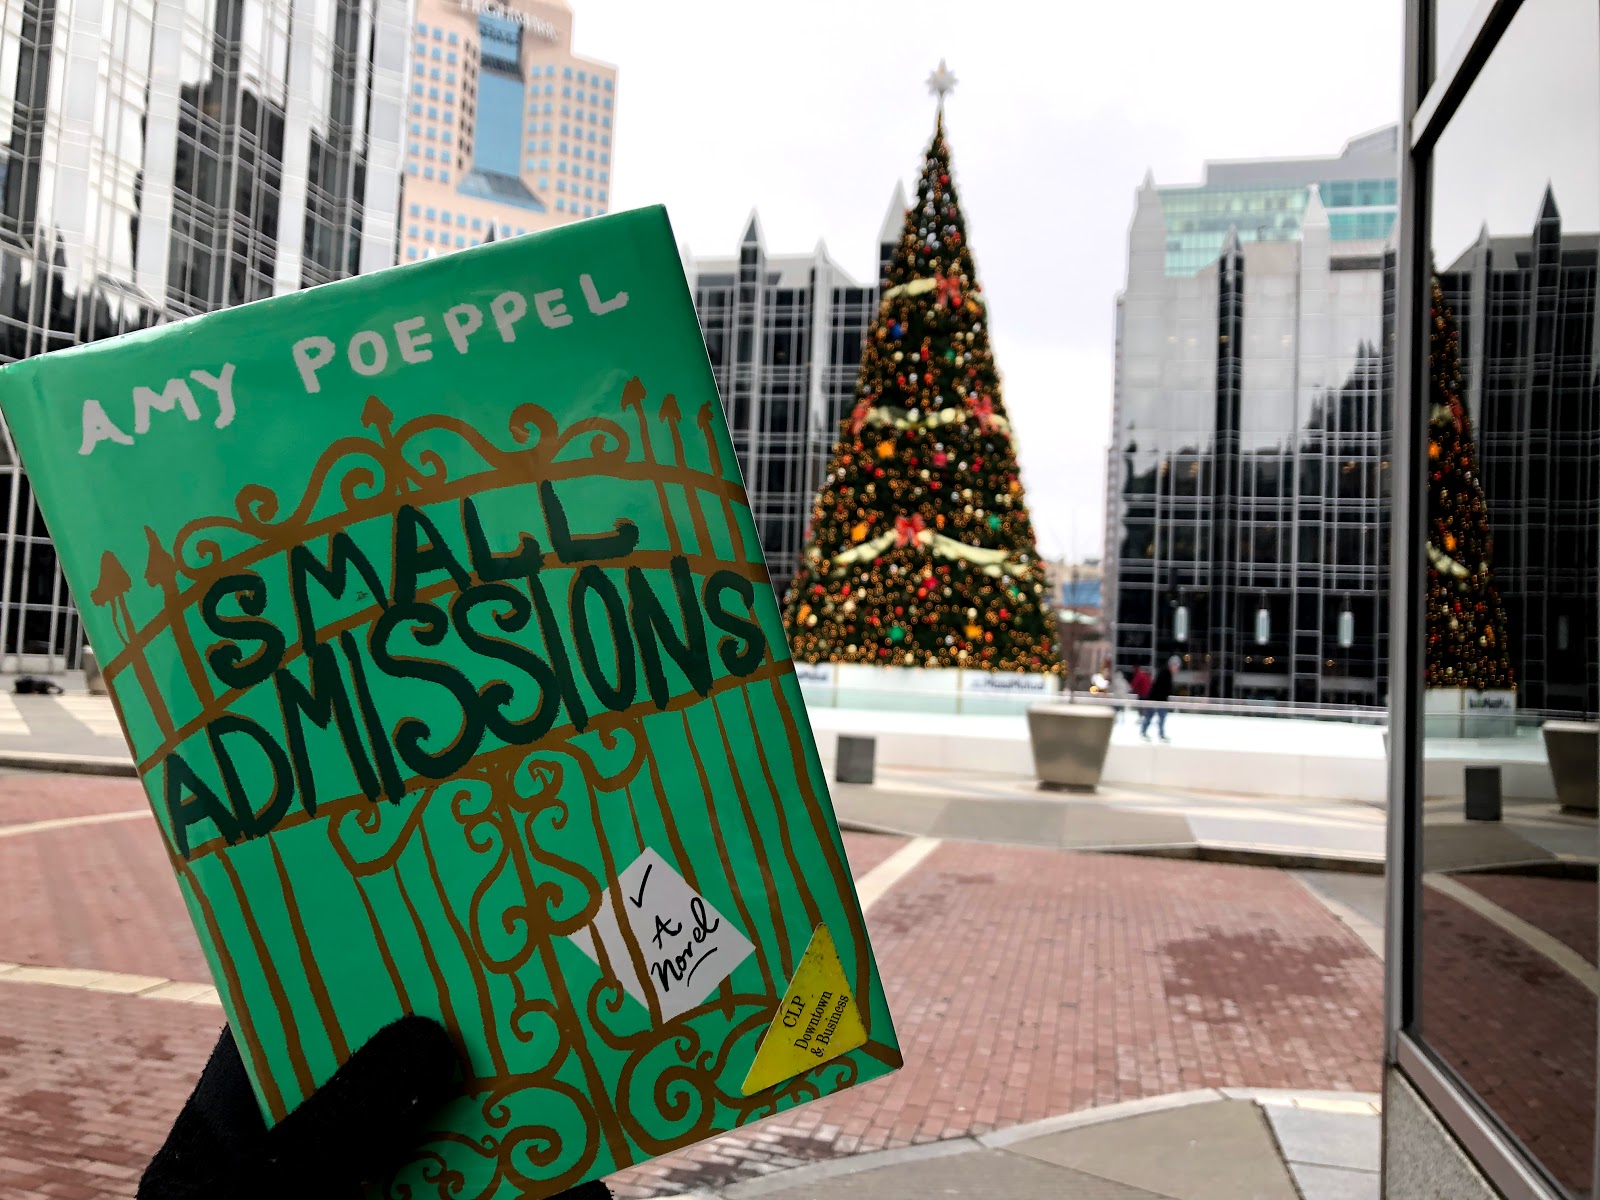 AMY POEPPEL
SMALL
ADMISSIONS
A
Novel
CLP
Downtown
& Business